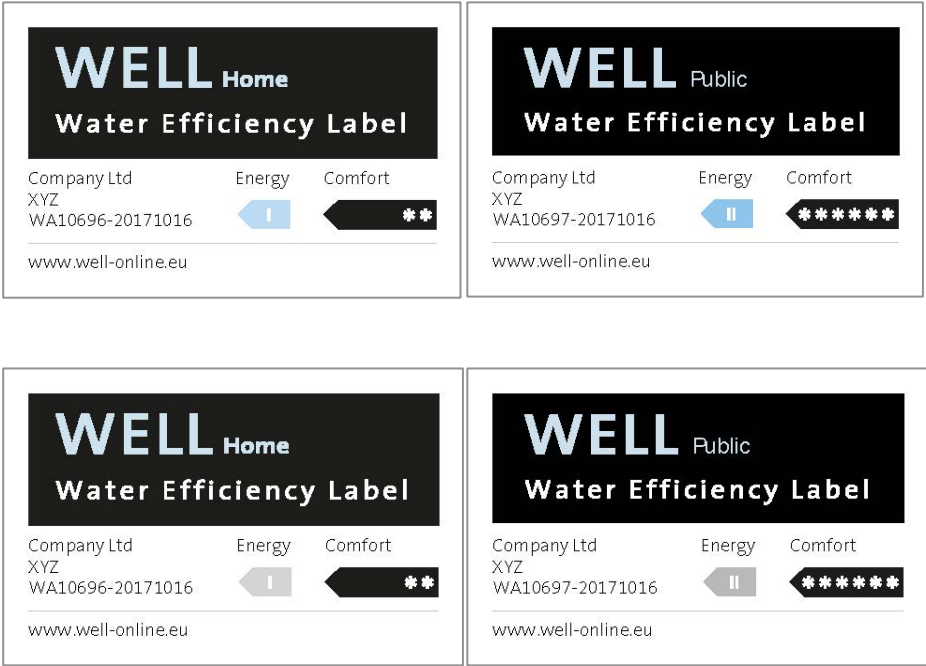 WELL Home
Water Efficiency Label
Company Ltd Energy Comfort
XYZ
WA10696-20171016 I **
www.well-online.eu
WELL Public
Water Efficiency Label
Company Ltd Energy Comfort
XYZ
WA10697-20171016 II ******
www.well-online.eu
WELL Home
Water Efficiency Label
Company Ltd Energy Comfort
XYZ
WA10696-20171016 I **
www.well-online.eu
WELL Public
Water Efficiency Label
Company Ltd Energy Comfort
XYZ
WA10697-20171016 II ******
www.well-online.eu